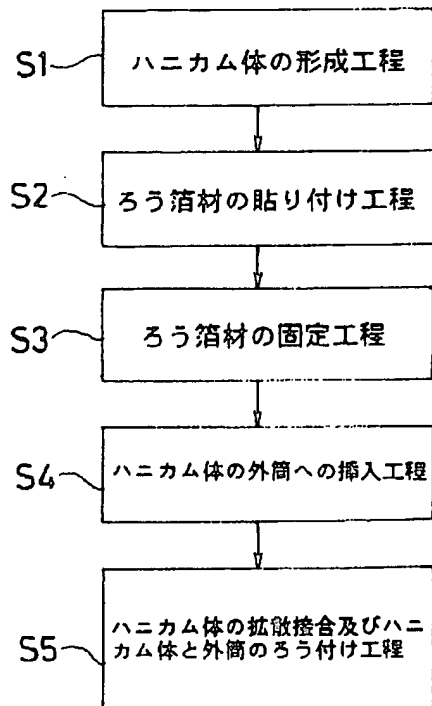 S1 ハニカム体の形成工程
S2 ろう箔材の貼り付け工程
S3 ろう箔材の固定工程
S4 ハニカム体の外筒への挿入工程
S5 ハニカム体の拡散接合及びハニ
カム体と外筒のろう付け工程